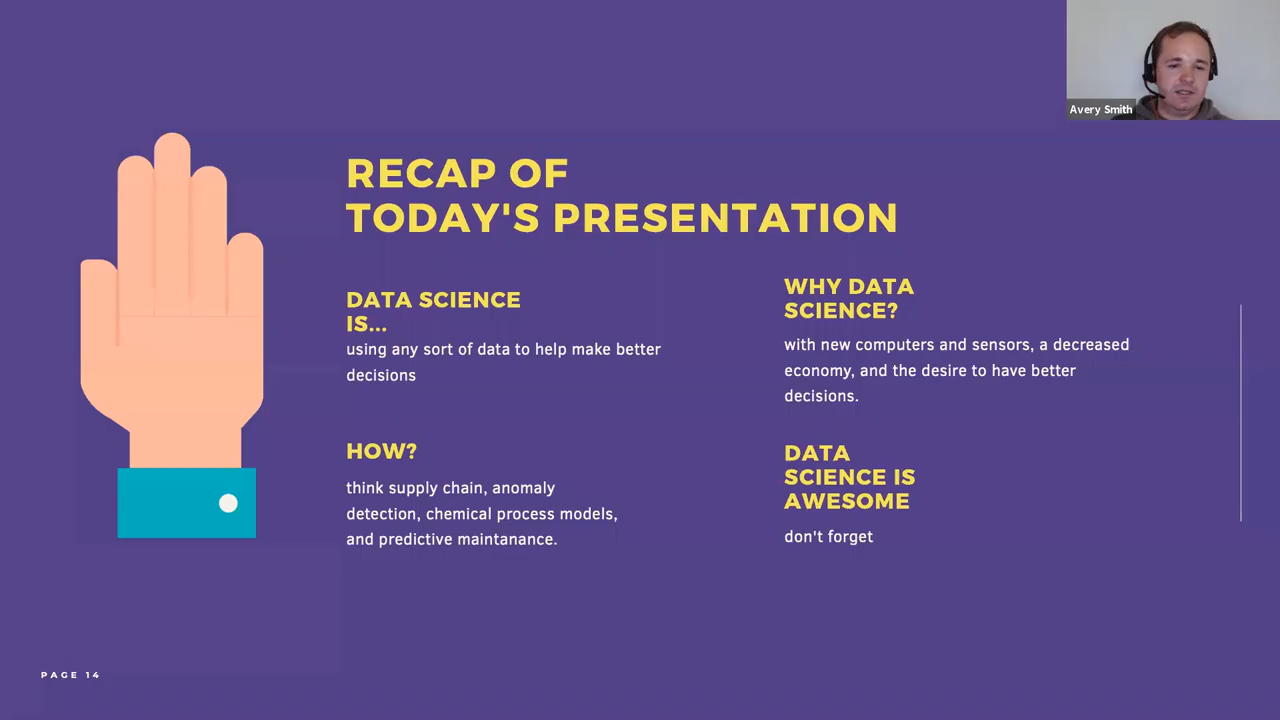 Avery Smith
RECAP OF
TODAY'S PRESENTATION
DATA SCIENCE
IS...
using any sort of data to help make better
decisions
WHY DATA
SCIENCE?
with new computers and sensors, a decreased
economy, and the desire to have better
decisions.
HOW?
think supply chain, anomaly
detection, chemical process models,
and predictive maintanance.
DATA
SCIENCE IS
AWESOME
don't forget
PAGE 14